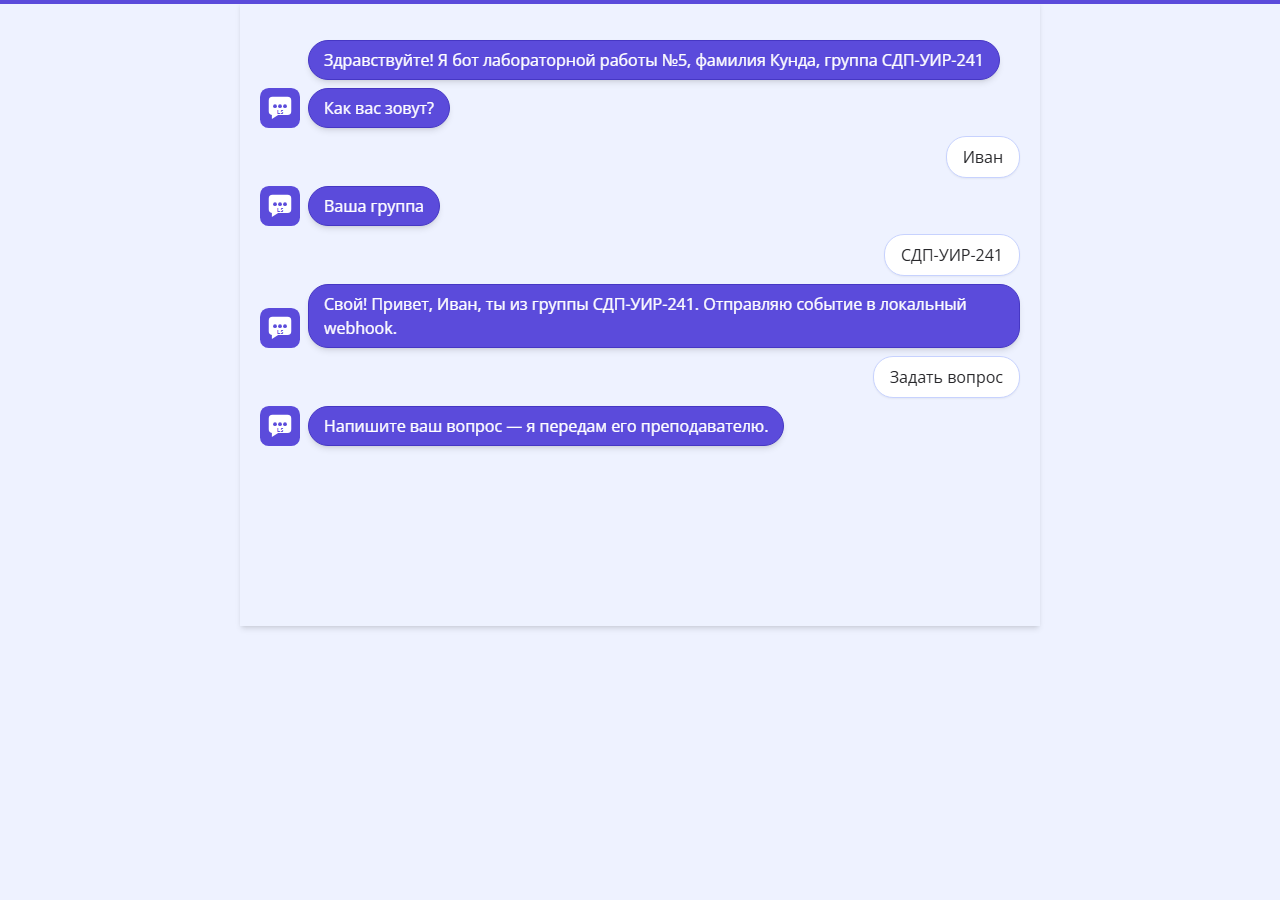 Здравствуйте! Я бот лабораторной работы №5, фамилия Кунда, группа СДП-УИР-241
Как вас зовут?
Иван
Ваша группа
СДП-УИР-241
Свой! Привет, Иван, ты из группы СДП-УИР-241. Отправляю событие в локальный
webhook.
Задать вопрос
Напишите ваш вопрос — я передам его преподавателю.